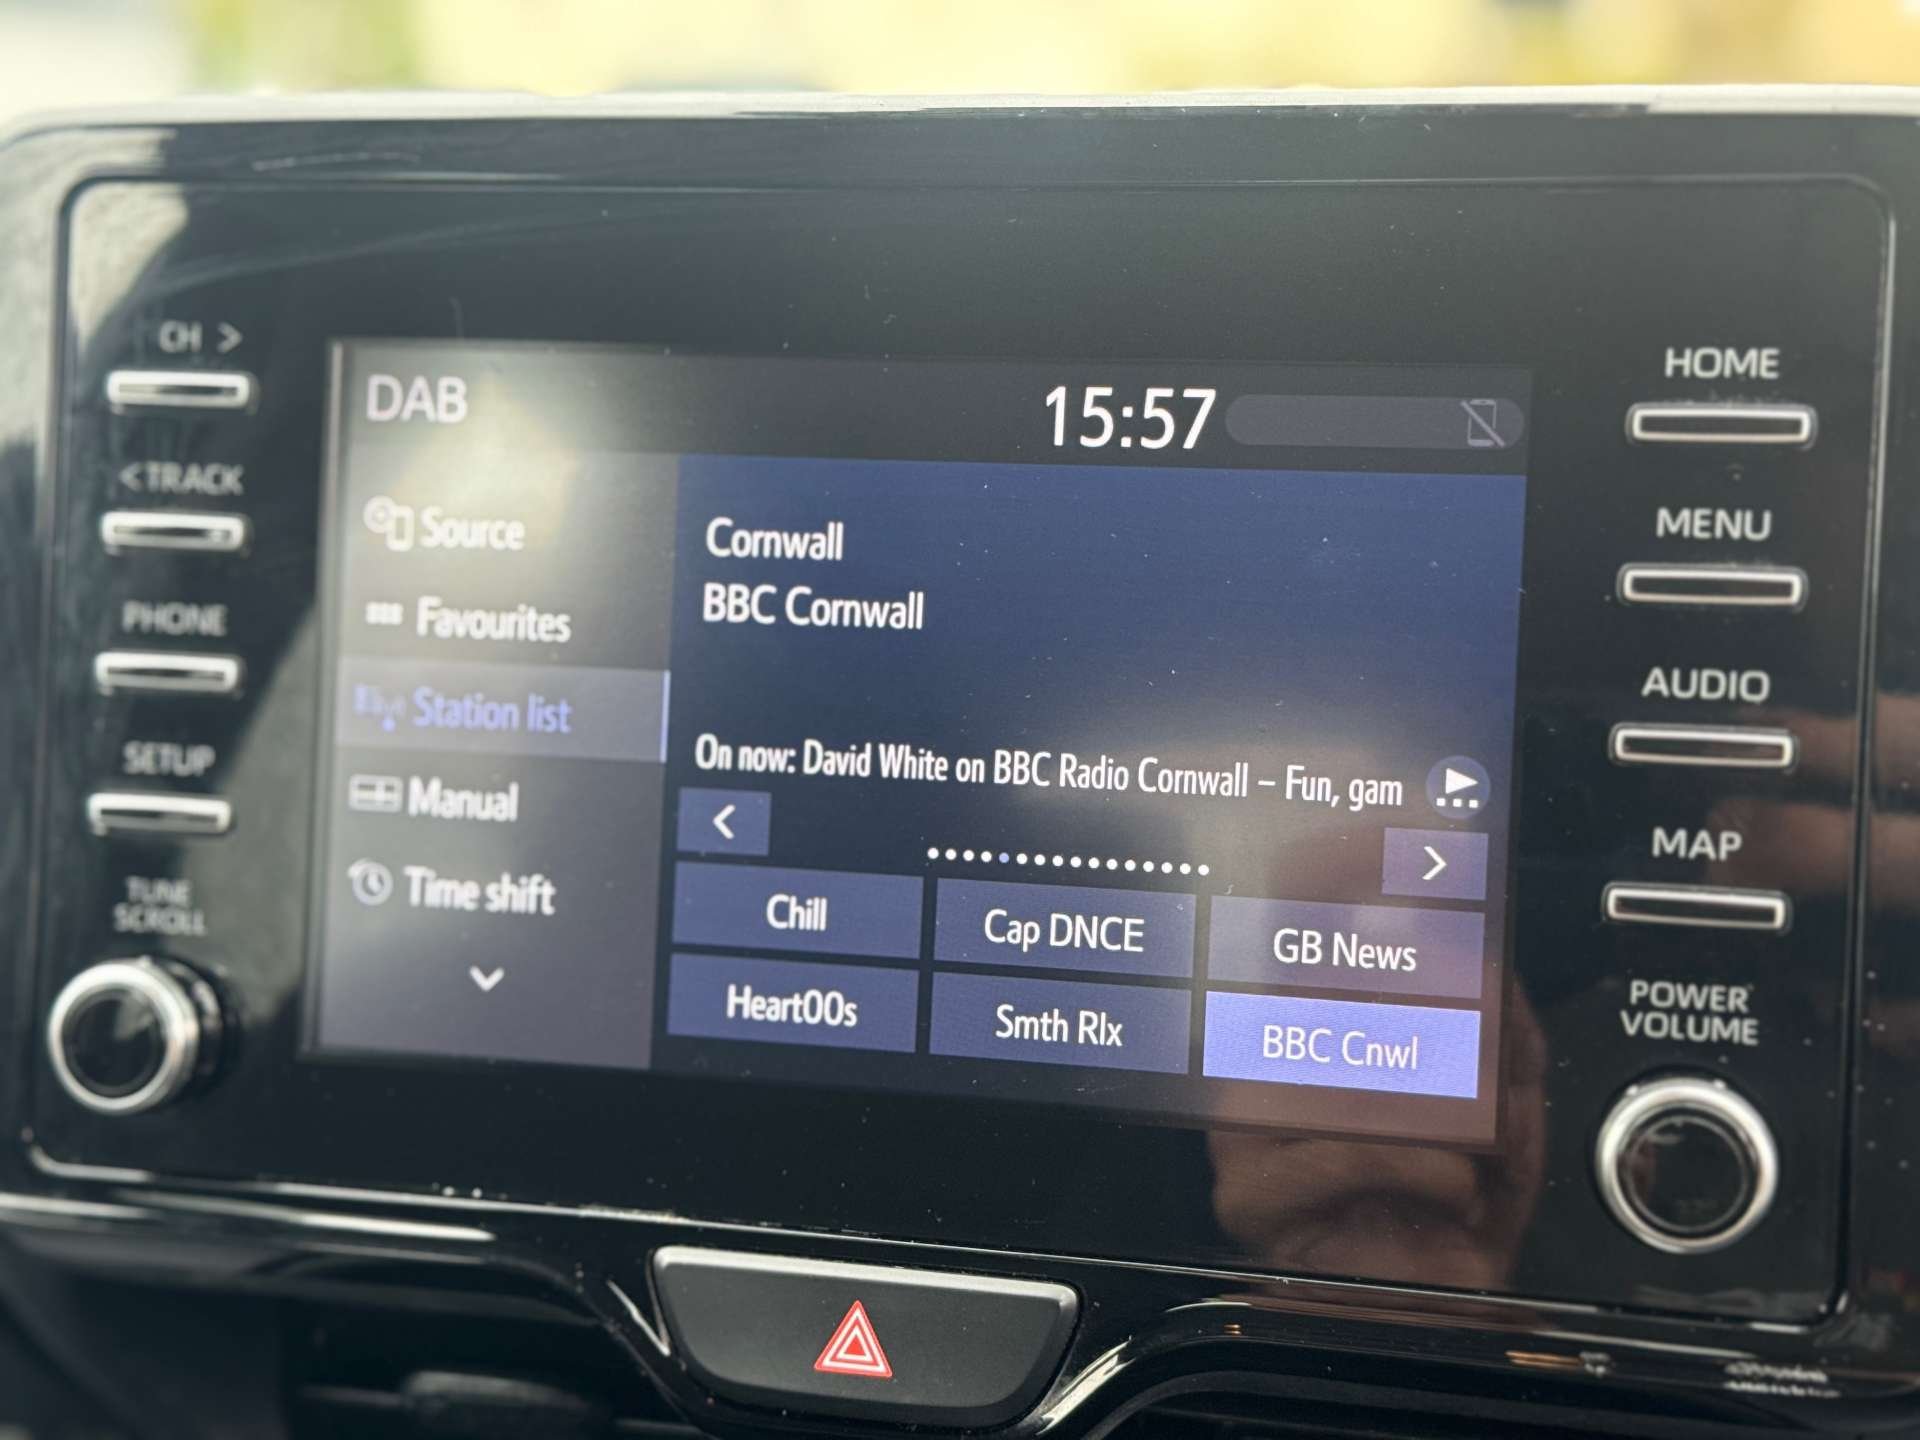 CH >
DAB
15:57
HOME
< TRACK
Source
Cornwall
MENU
PHONE
Favourites
BBC Cornwall
Station list
AUDIO
SETUP
On now: David White on BBC Radio Cornwall – Fun, gam
Manual
<
>
MAP
TUNE
SCROLL
Time shift
Chill
Cap DNCE
GB News
Heart00s
Smth Rlx
BBC Cnwl
POWER
VOLUME